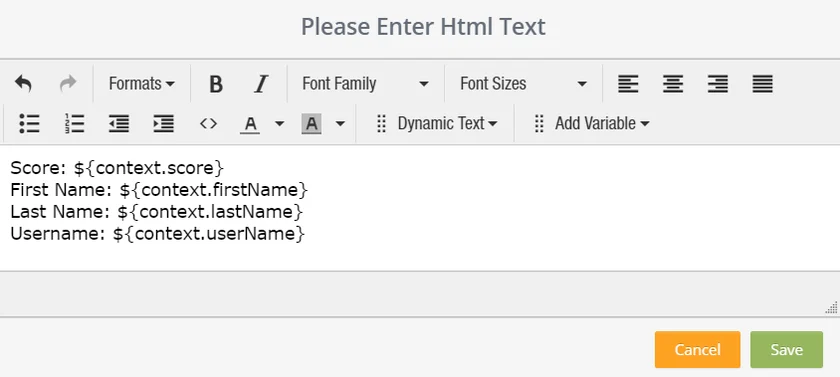 Please Enter Html Text
Formats B I Font Family Font Sizes
<> A A Dynamic Text Add Variable
Score: ${context.score}
First Name: ${context.firstName}
Last Name: ${context.lastName}
Username: ${context.userName}
Cancel Save